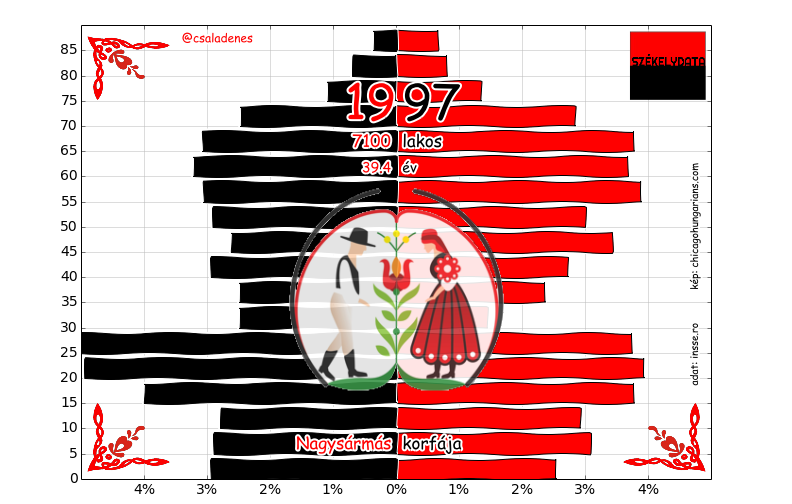 @csaladenes
SZÉKELYDATA
1997
7100 lakos
39.4 év
kép: chicagohungarians.com
adat: insse.ro
Nagysármás korfája
85
80
75
70
65
60
55
50
45
40
35
30
25
20
15
10
5
0
4% 3% 2% 1% 0% 1% 2% 3% 4%